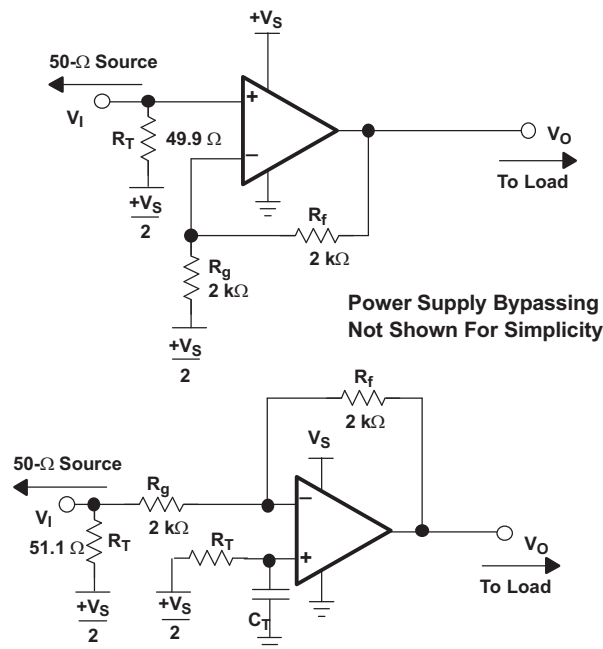 +VS
50-Ω Source
VI
+
RT
49.9 Ω
−
VO
To Load
+VS
2
Rf
2 kΩ
Rg
2 kΩ
+VS
2
Power Supply Bypassing
Not Shown For Simplicity
Rf
2 kΩ
VS
50-Ω Source
Rg
VI
2 kΩ
−
51.1 Ω
RT
RT
+
VO
To Load
+VS
2
+VS
2
CT